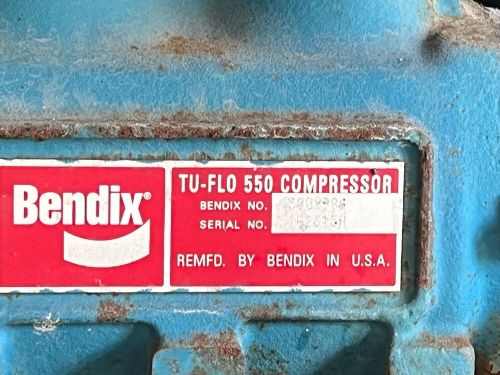 Bendix®
TU-FLO 550 COMPRESSOR
BENDIX NO.
SERIAL NO.
REMFD. BY BENDIX IN U.S.A.